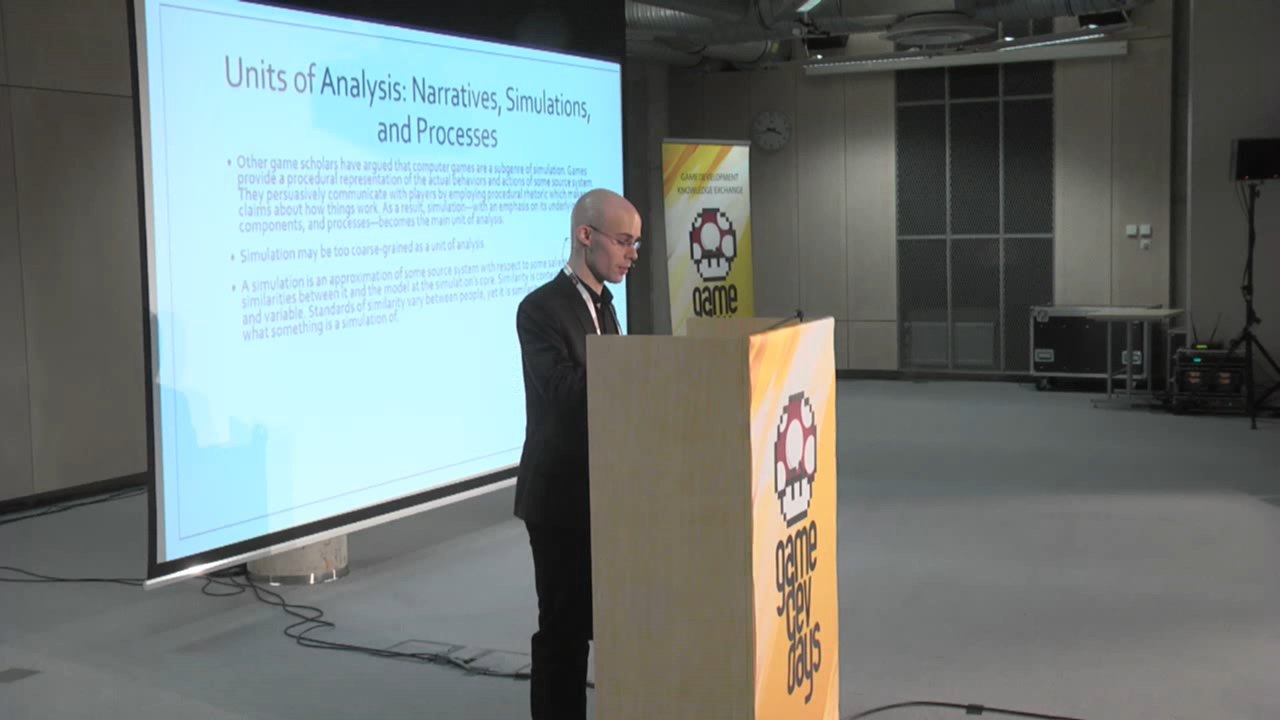 Units of Analysis: Narratives, Simulations,
and Processes
• Other game scholars have argued that computer games are a subgenre of simulation. Games
provide a procedural representation of the actual behaviors and actions of some source system.
They persuasively communicate with players by employing procedural rhetoric which
claims about how things work. As a result, simulation—with an emphasis on its
components, and processes—becomes the main unit of analysis.
• Simulation may be too coarse-grained as a unit of analysis.
• A simulation is an approximation of some source system with respect to some
similarities between it and the model at the simulation's core. Similarity is
and variable. Standards of similarity vary between people, yet it is
what something is a simulation of.
GAME DEVELOPMENT
KNOWLEDGE EXCHANGE
game
game
dev
days